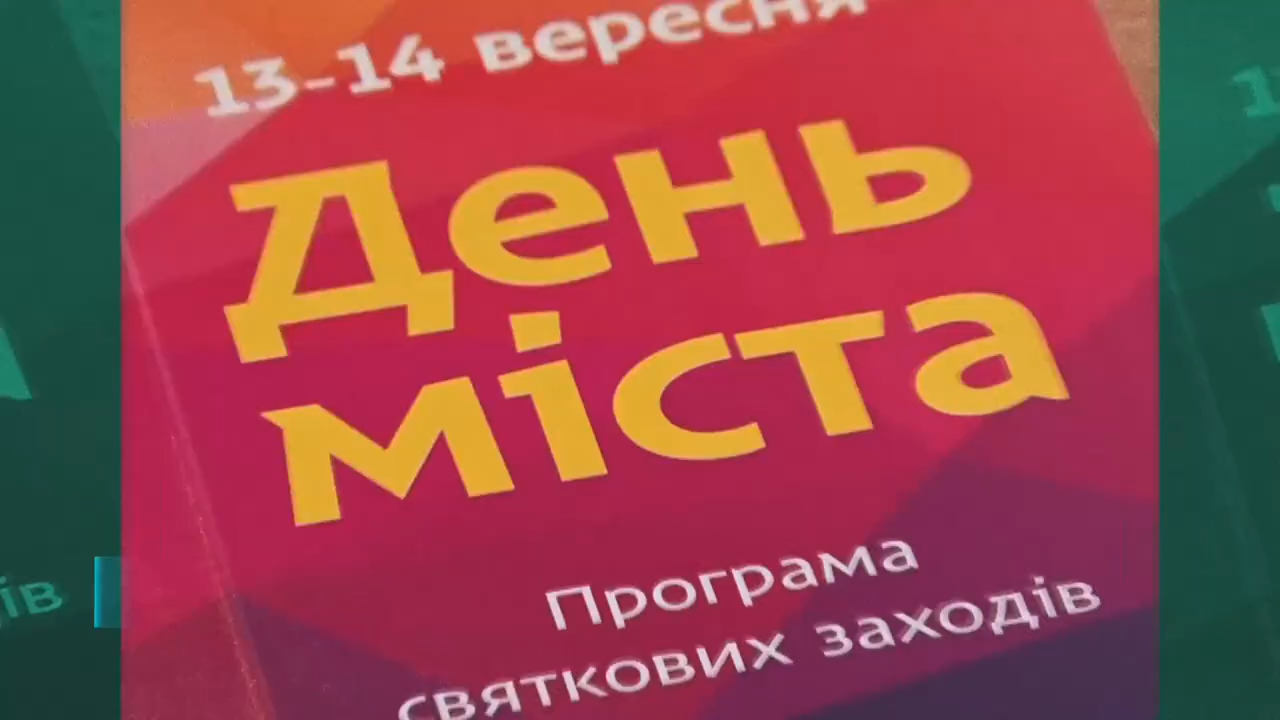 13-14 вересня
День
міста
Програма
святкових заходів